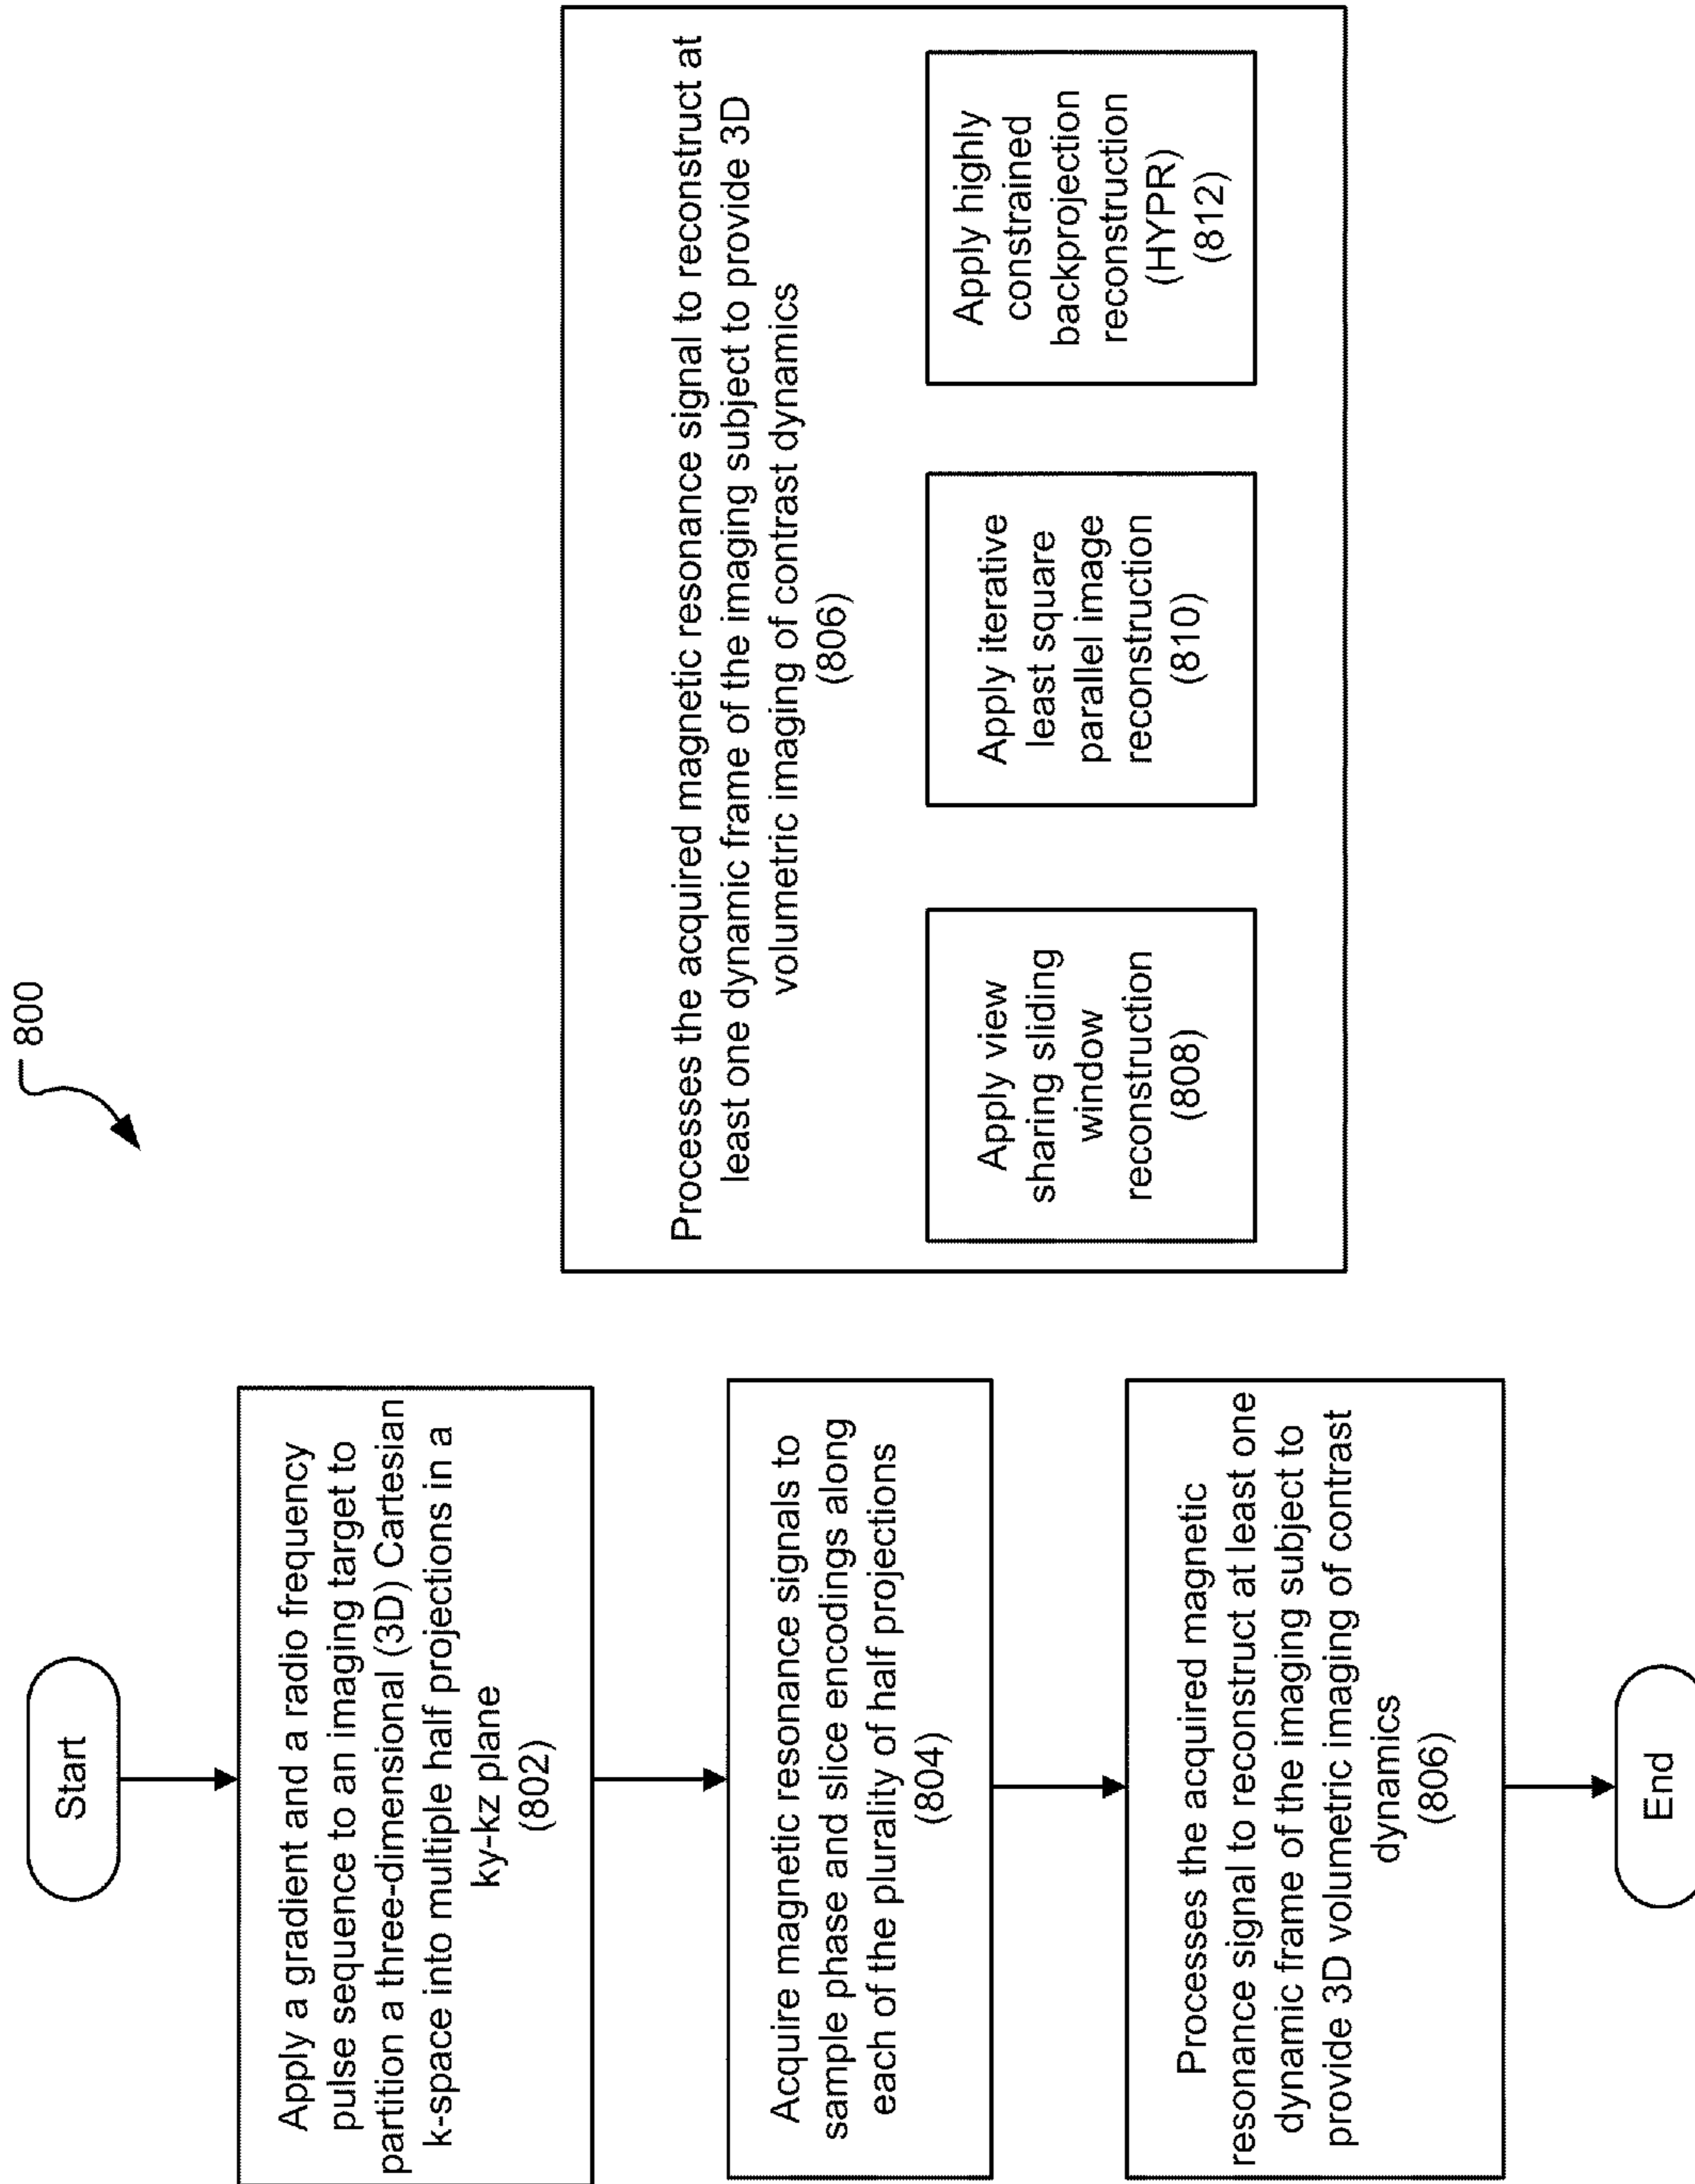 800
Start
Apply a gradient and a radio frequency
pulse sequence to an imaging target to
partition a three-dimensional (3D) Cartesian
k-space into multiple half projections in a
ky-kz plane
(802)
Acquire magnetic resonance signals to
sample phase and slice encodings along
each of the plurality of half projections
(804)
Processes the acquired magnetic
resonance signal to reconstruct at least one
dynamic frame of the imaging subject to
provide 3D volumetric imaging of contrast
dynamics
(806)
End
Processes the acquired magnetic resonance signal to reconstruct at
least one dynamic frame of the imaging subject to provide 3D
volumetric imaging of contrast dynamics
(806)
Apply view
sharing sliding
window
reconstruction
(808)
Apply iterative
least square
parallel image
reconstruction
(810)
Apply highly
constrained
backprojection
reconstruction
(HYPR)
(812)